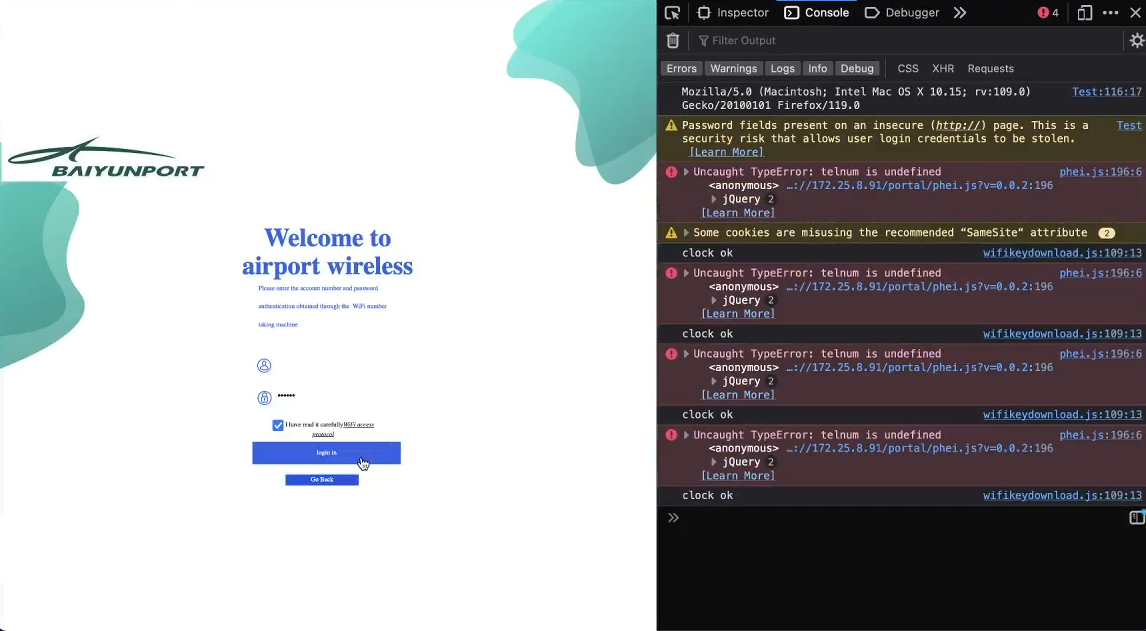 BAIYUNPORT
Welcome to
airport wireless
Please enter the account number and password
authentication obtained through the WiFi number
taking machine
••••••
I have read it carefullyWiFi access
protocol
login in
Go Back
Inspector Console Debugger 4
Filter Output
Errors Warnings Logs Info Debug CSS XHR Requests
Mozilla/5.0 (Macintosh; Intel Mac OS X 10.15; rv:109.0) Test:116:17
Gecko/20100101 Firefox/119.0
Password fields present on an insecure (http://) page. This is a Test
security risk that allows user login credentials to be stolen.
[Learn More]
Uncaught TypeError: telnum is undefined phei.js:196:6
<anonymous> …://172.25.8.91/portal/phei.js?v=0.0.2:196
jQuery 2
[Learn More]
Some cookies are misusing the recommended “SameSite“ attribute 2
clock ok wifikeydownload.js:109:13
Uncaught TypeError: telnum is undefined phei.js:196:6
<anonymous> …://172.25.8.91/portal/phei.js?v=0.0.2:196
jQuery 2
[Learn More]
clock ok wifikeydownload.js:109:13
Uncaught TypeError: telnum is undefined phei.js:196:6
<anonymous> …://172.25.8.91/portal/phei.js?v=0.0.2:196
jQuery 2
[Learn More]
clock ok wifikeydownload.js:109:13
Uncaught TypeError: telnum is undefined phei.js:196:6
<anonymous> …://172.25.8.91/portal/phei.js?v=0.0.2:196
jQuery 2
[Learn More]
clock ok wifikeydownload.js:109:13